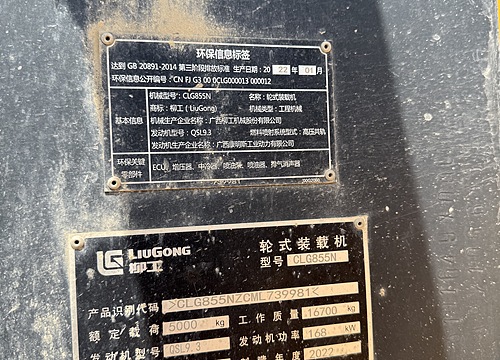 环保信息标签
达到 GB 20891-2014 第三阶段排放标准 生产日期: 20 22 年 01 月
环保信息公开编号: CN FJ G3 00 0CLG000013 000012
基本信息
机械型号: CLG855N 名称: 轮式装载机
商标: 柳工 (LiuGong) 机械类型: 工程机械
机械生产企业名称: 广西柳工机械股份有限公司
发动机型号: QSL9.3 燃料喷射系统型式: 高压共轨
发动机生产企业名称: 广西康明斯工业动力有限公司
环保关键零部件
ECU、增压器、中冷器、喷油泵、喷油器、排气消声器
LIUGONG
柳工
轮式装载机
型号 CLG855N
产品识别代码 >CLG855NZCML739981<
额定载荷 5000 kg 工作质量 16700 kg
发动机型号 QSL9.3 发动机功率 168 kW
制造年度 2022